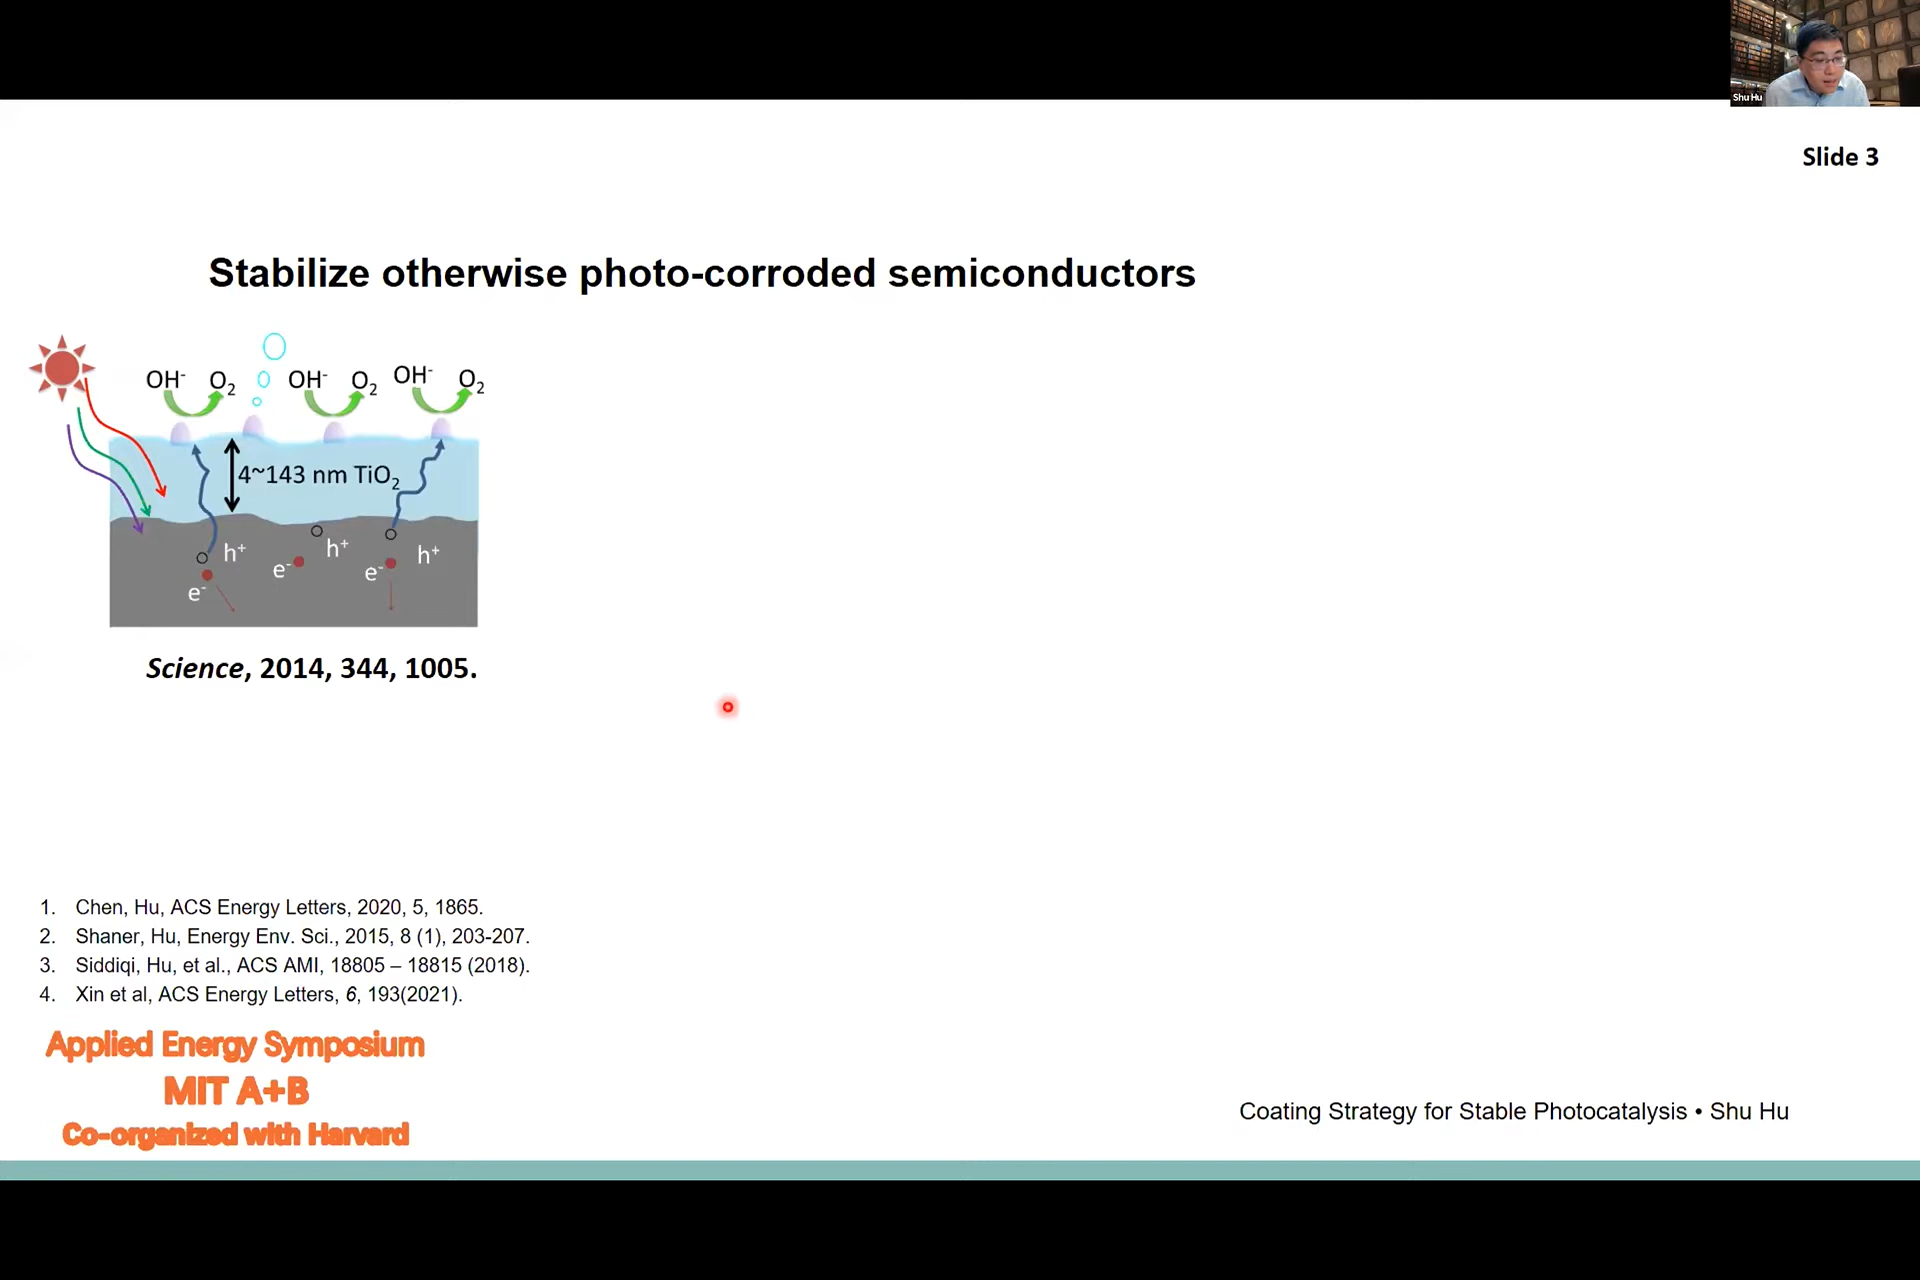 Shu Hu
Slide 3
Stabilize otherwise photo-corroded semiconductors
OH⁻ O₂ OH⁻ O₂ OH⁻ O₂
4~143 nm TiO₂
h⁺ h⁺ h⁺
e⁻ e⁻ e⁻
Science, 2014, 344, 1005.
1. Chen, Hu, ACS Energy Letters, 2020, 5, 1865.
2. Shaner, Hu, Energy Env. Sci., 2015, 8 (1), 203-207.
3. Siddiqi, Hu, et al., ACS AMI, 18805 – 18815 (2018).
4. Xin et al, ACS Energy Letters, 6, 193(2021).
Applied Energy Symposium
MIT A+B
Co-organized with Harvard
Coating Strategy for Stable Photocatalysis • Shu Hu